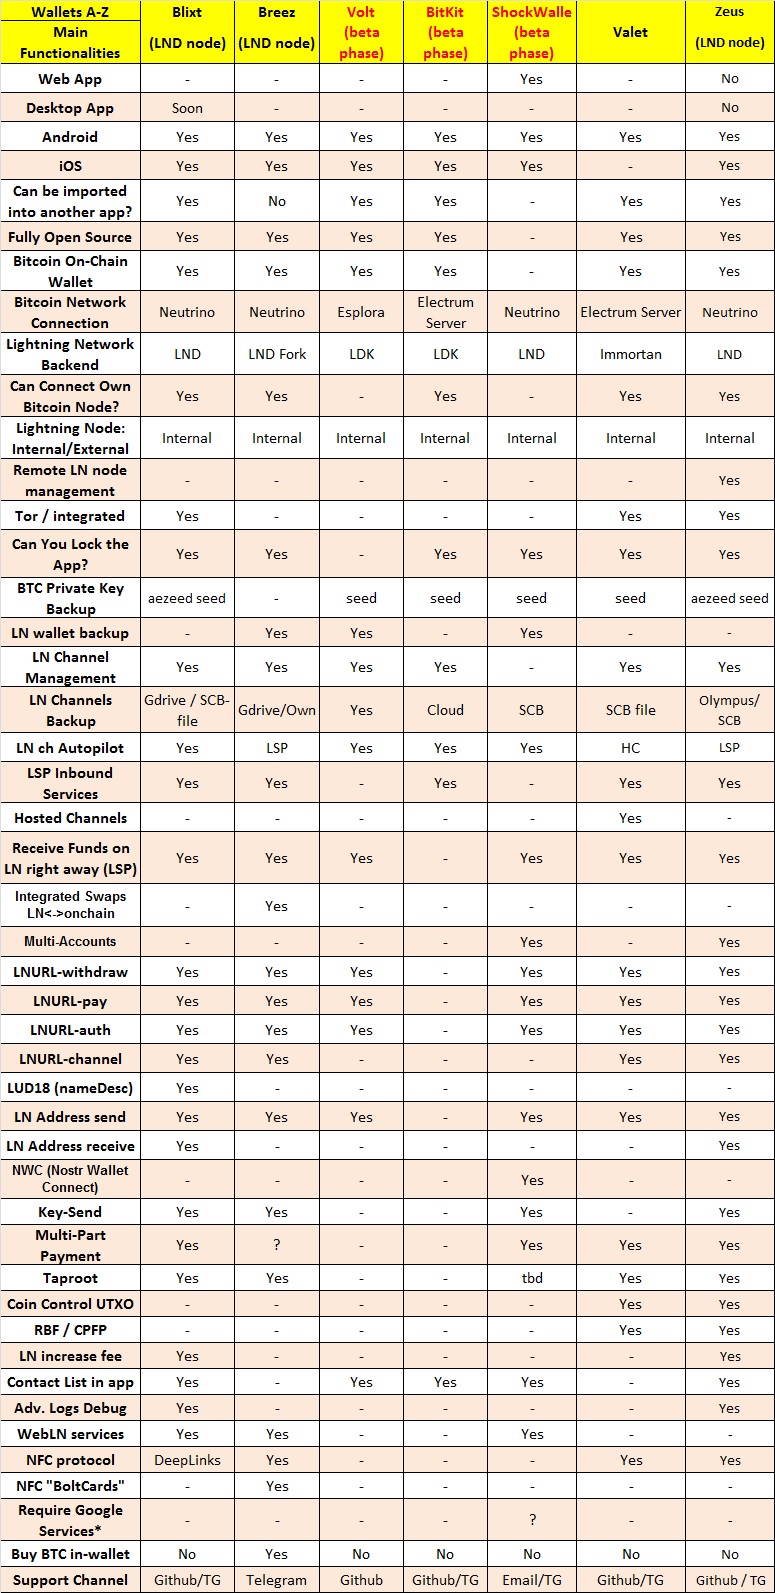 Wallets A-Z | Blixt | Breez | Volt | BitKit | ShockWalle | Valet | Zeus
Main Functionalities | (LND node) | (LND node) | (beta phase) | (beta phase) | (beta phase) | | (LND node)
Web App | - | - | - | - | Yes | - | No
Desktop App | Soon | - | - | - | - | - | No
Android | Yes | Yes | Yes | Yes | Yes | Yes | Yes
iOS | Yes | Yes | Yes | Yes | Yes | - | Yes
Can be imported into another app? | Yes | No | Yes | Yes | - | Yes | Yes
Fully Open Source | Yes | Yes | Yes | Yes | - | Yes | Yes
Bitcoin On-Chain Wallet | Yes | Yes | Yes | Yes | - | Yes | Yes
Bitcoin Network Connection | Neutrino | Neutrino | Esplora | Electrum Server | Neutrino | Electrum Server | Neutrino
Lightning Network Backend | LND | LND Fork | LDK | LDK | LND | Immortan | LND
Can Connect Own Bitcoin Node? | Yes | Yes | - | Yes | - | Yes | Yes
Lightning Node: Internal/External | Internal | Internal | Internal | Internal | Internal | Internal | Internal
Remote LN node management | - | - | - | - | - | - | Yes
Tor / integrated | Yes | - | - | - | - | Yes | Yes
Can You Lock the App? | Yes | Yes | - | Yes | Yes | Yes | Yes
BTC Private Key Backup | aezeed seed | - | seed | seed | seed | seed | aezeed seed
LN wallet backup | - | Yes | Yes | - | Yes | - | -
LN Channel Management | Yes | Yes | Yes | Yes | - | Yes | Yes
LN Channels Backup | Gdrive / SCB-file | Gdrive/Own | Yes | Cloud | SCB | SCB file | Olympus/ SCB
LN ch Autopilot | Yes | LSP | Yes | Yes | Yes | HC | LSP
LSP Inbound Services | Yes | Yes | - | Yes | - | Yes | Yes
Hosted Channels | - | - | - | - | - | Yes | -
Receive Funds on LN right away (LSP) | Yes | Yes | Yes | - | Yes | Yes | Yes
Integrated Swaps LN<->onchain | - | Yes | - | - | - | - | -
Multi-Accounts | - | - | - | - | Yes | - | Yes
LNURL-withdraw | Yes | Yes | Yes | - | Yes | Yes | Yes
LNURL-pay | Yes | Yes | Yes | - | Yes | Yes | Yes
LNURL-auth | Yes | Yes | Yes | - | Yes | Yes | Yes
LNURL-channel | Yes | Yes | - | - | - | Yes | Yes
LUD18 (nameDesc) | Yes | - | - | - | - | - | -
LN Address send | Yes | Yes | Yes | - | Yes | Yes | Yes
LN Address receive | Yes | - | - | - | - | - | Yes
NWC (Nostr Wallet Connect) | - | - | - | - | Yes | - | -
Key-Send | Yes | Yes | - | - | Yes | - | Yes
Multi-Part Payment | Yes | ? | - | - | Yes | Yes | Yes
Taproot | Yes | Yes | - | - | tbd | Yes | Yes
Coin Control UTXO | - | - | - | - | - | Yes | Yes
RBF / CPFP | - | - | - | - | - | Yes | Yes
LN increase fee | Yes | - | - | - | - | - | Yes
Contact List in app | Yes | - | Yes | Yes | Yes | - | Yes
Adv. Logs Debug | Yes | - | - | - | - | - | Yes
WebLN services | Yes | Yes | - | - | Yes | - | -
NFC protocol | DeepLinks | Yes | - | - | - | Yes | Yes
NFC "BoltCards" | - | Yes | - | - | - | - | -
Require Google Services* | - | - | - | - | ? | - | -
Buy BTC in-wallet | No | Yes | No | No | No | No | No
Support Channel | Github/TG | Telegram | Github | Github/TG | Email/TG | Github/TG | Github / TG